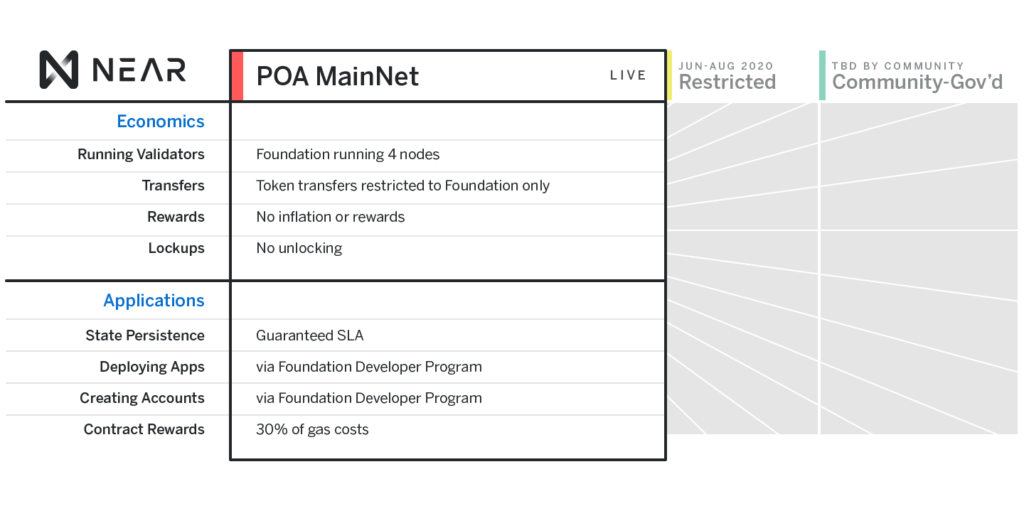 NEAR
POA MainNet
LIVE
JUN-AUG 2020
Restricted
TBD BY COMMUNITY
Community-Gov'd
Economics
Running Validators Foundation running 4 nodes
Transfers Token transfers restricted to Foundation only
Rewards No inflation or rewards
Lockups No unlocking
Applications
State Persistence Guaranteed SLA
Deploying Apps via Foundation Developer Program
Creating Accounts via Foundation Developer Program
Contract Rewards 30% of gas costs